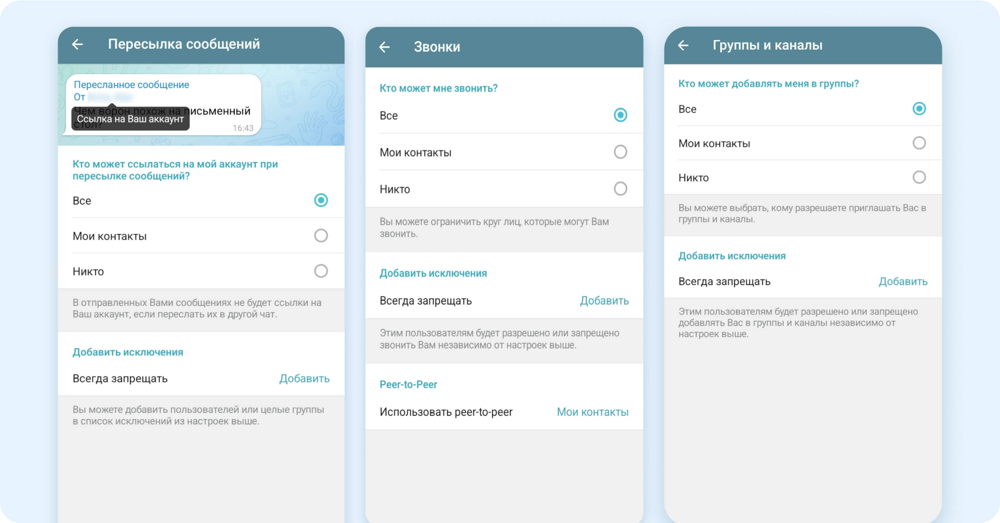 Пересылка сообщений
Пересланное сообщение
От
Чем ворон похож на письменный
стол?
Ссылка на Ваш аккаунт
16:43
Кто может ссылаться на мой аккаунт при
пересылке сообщений?
Все
Мои контакты
Никто
В отправленных Вами сообщениях не будет ссылки на
Ваш аккаунт, если переслать их в другой чат.
Добавить исключения
Всегда запрещать Добавить
Вы можете добавить пользователей или целые группы
в список исключений из настроек выше.
Звонки
Кто может мне звонить?
Все
Мои контакты
Никто
Вы можете ограничить круг лиц, которые могут Вам
звонить.
Добавить исключения
Всегда запрещать Добавить
Этим пользователям будет разрешено или запрещено
звонить Вам независимо от настроек выше.
Peer-to-Peer
Использовать peer-to-peer Мои контакты
Группы и каналы
Кто может добавлять меня в группы?
Все
Мои контакты
Никто
Вы можете выбрать, кому разрешаете приглашать Вас в
группы и каналы.
Добавить исключения
Всегда запрещать Добавить
Этим пользователям будет разрешено или запрещено
добавлять Вас в группы и каналы независимо от
настроек выше.